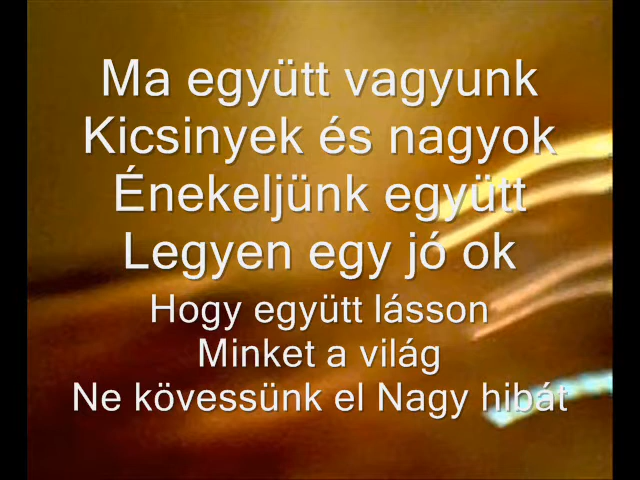 Ma együtt vagyunk
Kicsinyek és nagyok
Énekeljünk együtt
Legyen egy jó ok
Hogy együtt lásson
Minket a világ
Ne kövessünk el Nagy hibát